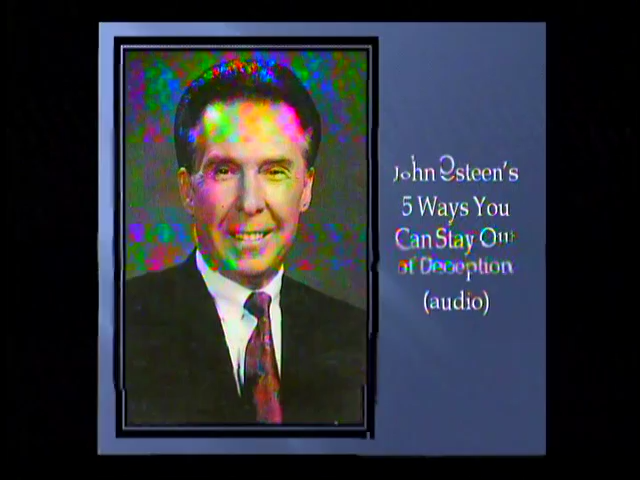 John Osteen's
5 Ways You
Can Stay Out
of Deception
(audio)